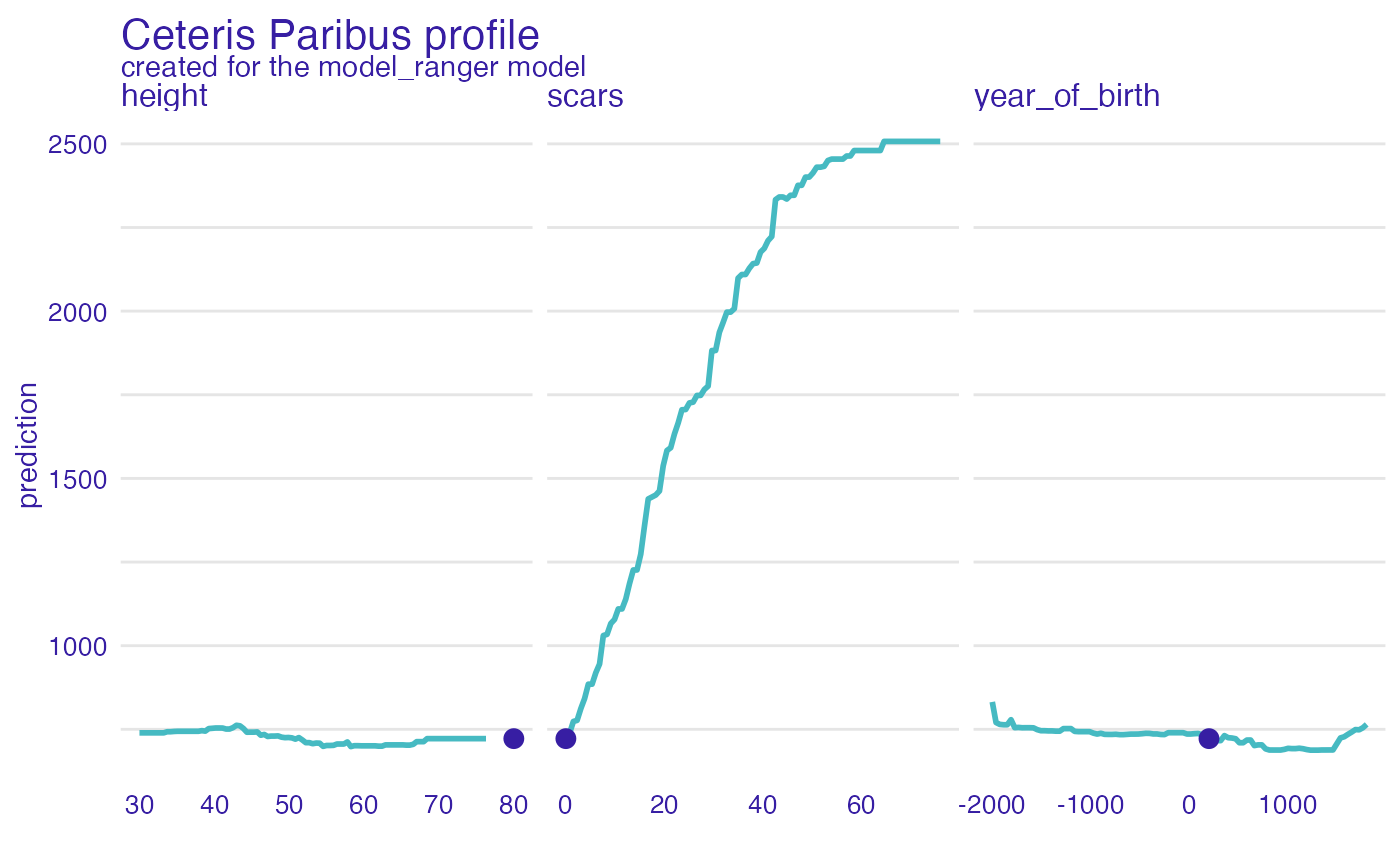 Ceteris Paribus profile
created for the model_ranger model
height scars year_of_birth
2500
2000
1500
1000
prediction
30 40 50 60 70 80 0 20 40 60 -2000 -1000 0 1000